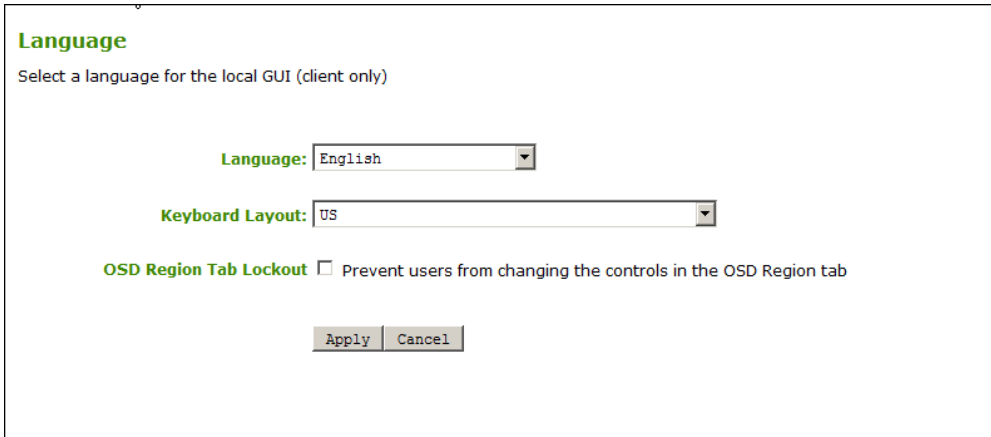 Language
Select a language for the local GUI (client only)
Language: English
Keyboard Layout: US
OSD Region Tab Lockout Prevent users from changing the controls in the OSD Region tab
Apply Cancel